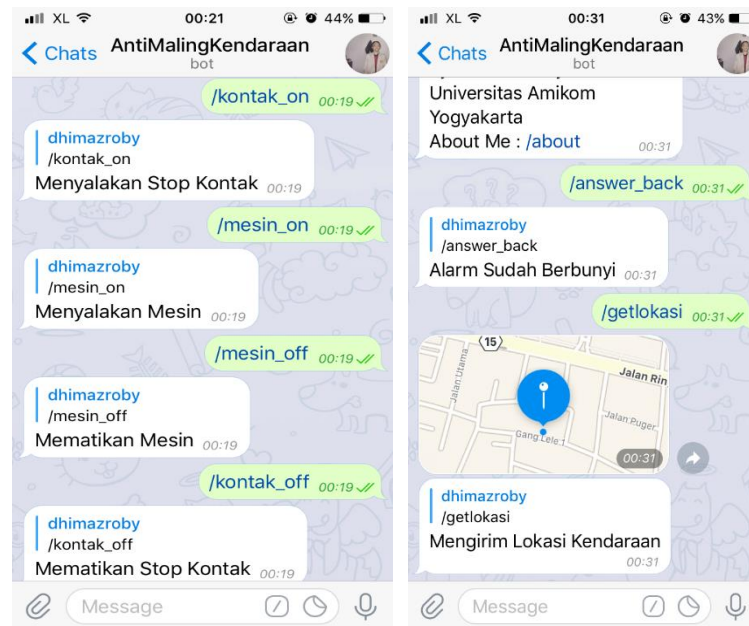 XL 00:21 44%
Chats AntiMalingKendaraan
bot
/kontak_on 00:19
dhimazroby
/kontak_on
Menyalakan Stop Kontak 00:19
/mesin_on 00:19
dhimazroby
/mesin_on
Menyalakan Mesin 00:19
/mesin_off 00:19
dhimazroby
/mesin_off
Mematikan Mesin 00:19
/kontak_off 00:19
dhimazroby
/kontak_off
Mematikan Stop Kontak 00:19
Message
XL 00:31 43%
Chats AntiMalingKendaraan
bot
Universitas Amikom
Yogyakarta
About Me : /about 00:31
/answer_back 00:31
dhimazroby
/answer_back
Alarm Sudah Berbunyi 00:31
/getlokasi 00:31
15
Jalan Utama
Jalan Rin
Jalan Puger
Gang Lele 1
00:31
dhimazroby
/getlokasi
Mengirim Lokasi Kendaraan
00:31
Message